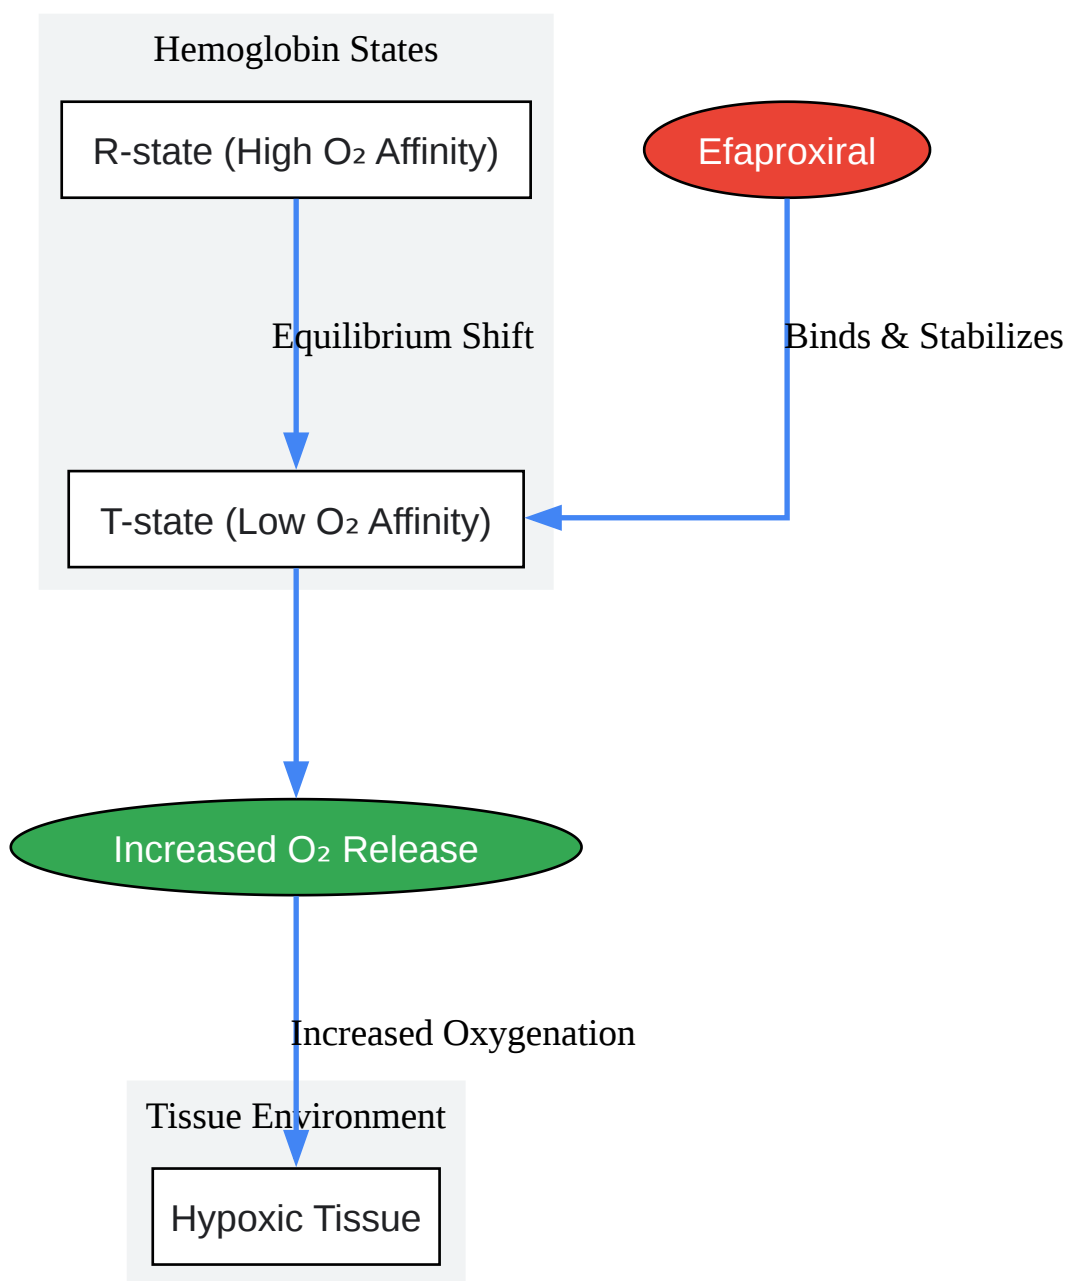 Hemoglobin States
R-state (High O₂ Affinity)
Efaproxiral
Equilibrium Shift
Binds & Stabilizes
T-state (Low O₂ Affinity)
Increased O₂ Release
Increased Oxygenation
Tissue Environment
Hypoxic Tissue